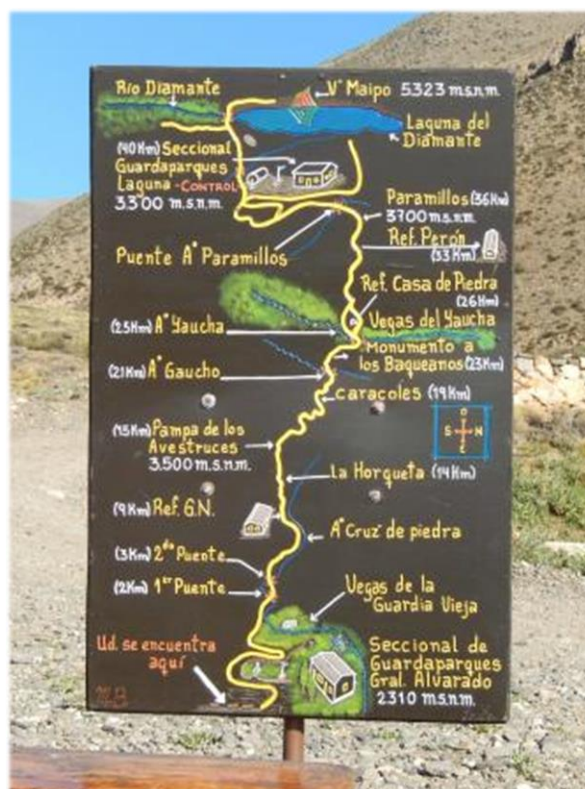 Río Diamante
Vº Maipo 5323 m.s.n.m.
Laguna del
Diamante
(40Km) Seccional
Guardaparques
Laguna -CONTROL
3300 m.s.n.m.
Paramillos (36Km)
3700 m.s.n.m.
Puente Aº Paramillos
Ref. Perón
(33Km)
Ref. Casa de Piedra
(26Km)
(25Km) Aº Yaucha
Vegas del Yaucha
Monumento a
los Baqueanos (23Km)
(21Km) Aº Gaucho
caracoles (19Km)
O
S N
E
(15Km) Pampa de los
Avestruces
3.500 m.s.n.m.
La Horqueta (14Km)
(9Km) Ref. G.N.
Aº Cruz de piedra
(3Km) 2do Puente
(2Km) 1er Puente
Vegas de la
Guardia Vieja
Ud. se encuentra
aquí
Seccional de
Guardaparques
Gral. Alvarado
2310 m.s.n.m.